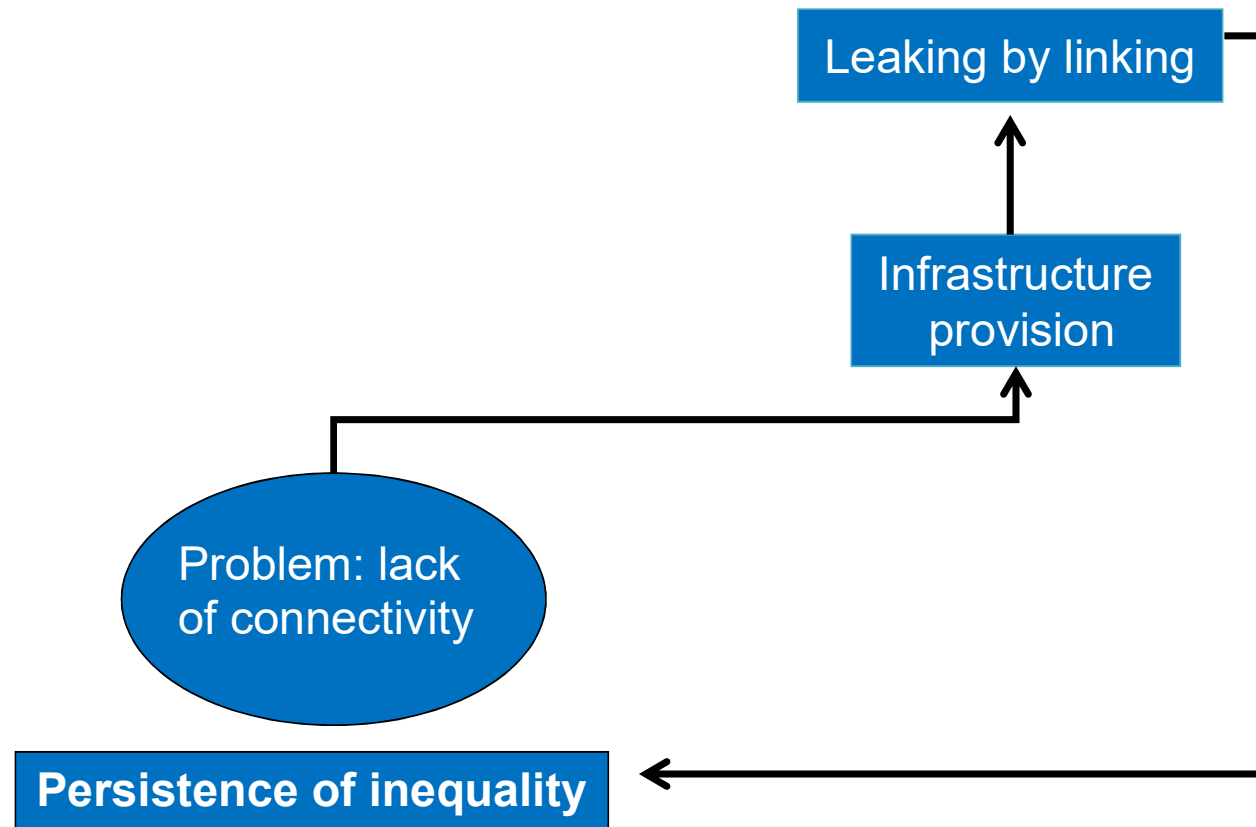 Leaking by linking
Infrastructure
provision
Problem: lack
of connectivity
Persistence of inequality